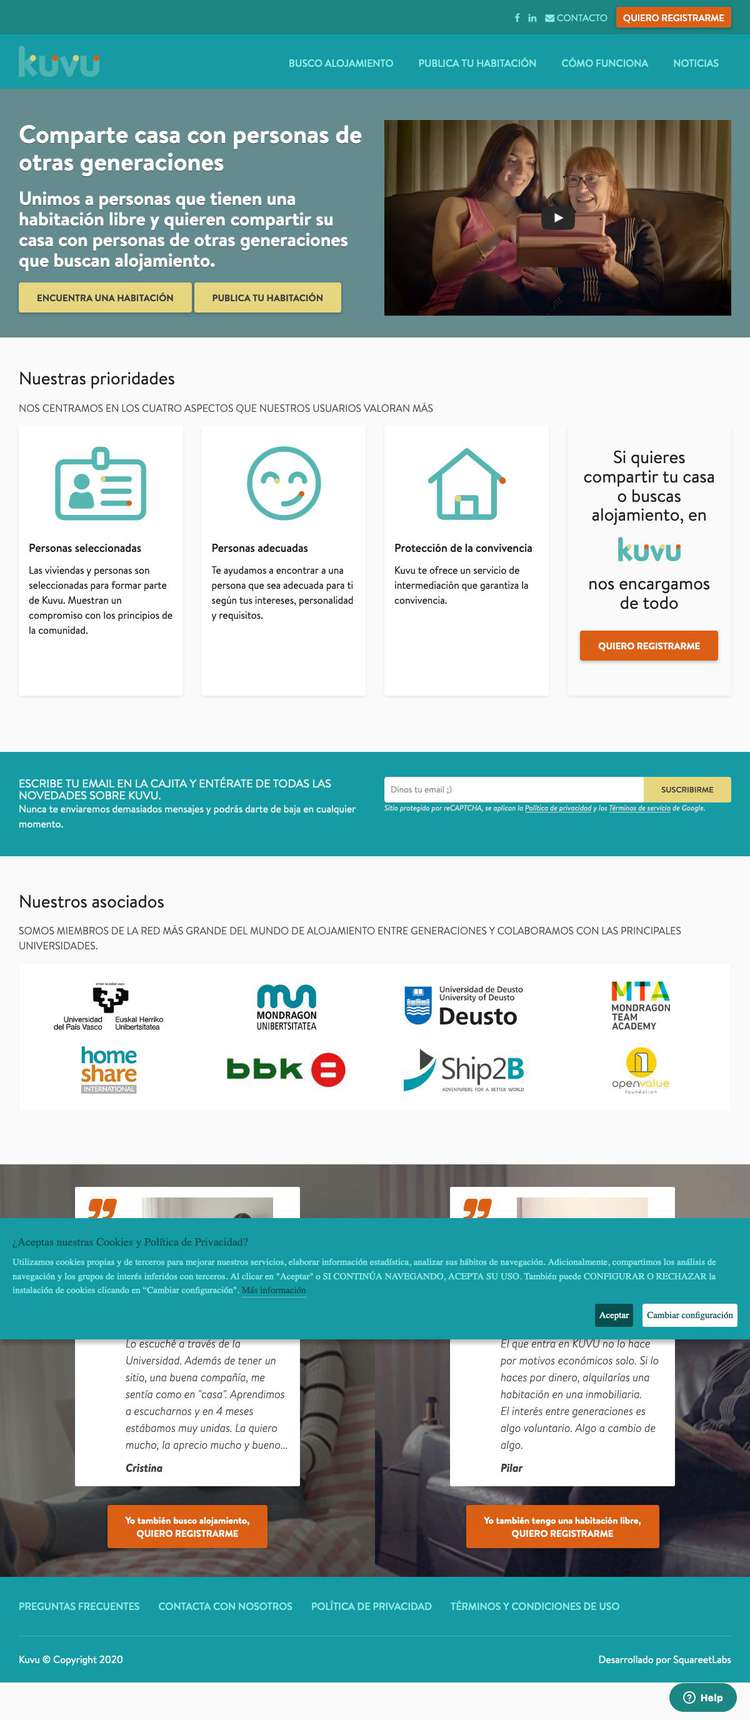 CONTACTO
QUIERO REGISTRARME
kuvu
BUSCO ALOJAMIENTO
PUBLICA TU HABITACIÓN
CÓMO FUNCIONA
NOTICIAS
Comparte casa con personas de
otras generaciones
Unimos a personas que tienen una
habitación libre y quieren compartir su
casa con personas de otras generaciones
que buscan alojamiento.
ENCUENTRA UNA HABITACIÓN
PUBLICA TU HABITACIÓN
Nuestras prioridades
NOS CENTRAMOS EN LOS CUATRO ASPECTOS QUE NUESTROS USUARIOS VALORAN MÁS
Personas seleccionadas
Las viviendas y personas son
seleccionadas para formar parte
de Kuvu. Muestran un
compromiso con los principios de
la comunidad.
Personas adecuadas
Te ayudamos a encontrar a una
persona que sea adecuada para ti
según tus intereses, personalidad
y requisitos.
Protección de la convivencia
Kuvu te ofrece un servicio de
intermediación que garantiza la
convivencia.
Si quieres
compartir tu casa
o buscas
alojamiento, en
kuvu
nos encargamos
de todo
QUIERO REGISTRARME
ESCRIBE TU EMAIL EN LA CAJITA Y ENTÉRATE DE TODAS LAS
NOVEDADES SOBRE KUVU.
Nunca te enviaremos demasiados mensajes y podrás darte de baja en cualquier
momento.
Dinos tu email ;)
SUSCRIBIRME
Sitio protegido por reCAPTCHA, se aplican la Política de privacidad y los Términos de servicio de Google.
Nuestros asociados
SOMOS MIEMBROS DE LA RED MÁS GRANDE DEL MUNDO DE ALOJAMIENTO ENTRE GENERACIONES Y COLABORAMOS CON LAS PRINCIPALES
UNIVERSIDADES.
Universidad
del País Vasco
Euskal Herriko
Unibertsitatea
MONDRAGON
UNIBERTSITATEA
Universidad de Deusto
University of Deusto
Deusto
MTA
MONDRAGON
TEAM
ACADEMY
home
share
INTERNATIONAL
bbk
Ship2B
ADVENTURERS FOR A BETTER WORLD
openvalue
foundation
¿Aceptas nuestras Cookies y Política de Privacidad?
Utilizamos cookies propias y de terceros para mejorar nuestros servicios, elaborar información estadística, analizar sus hábitos de navegación. Adicionalmente, compartimos los análisis de
navegación y los grupos de interés inferidos con terceros. Al clicar en "Aceptar" o SI CONTINÚA NAVEGANDO, ACEPTA SU USO. También puede CONFIGURAR O RECHAZAR la
instalación de cookies clicando en "Cambiar configuración". Más información
Aceptar
Cambiar configuración
Lo escuché a través de la
Universidad. Además de tener un
sitio, una buena compañía, me
sentía como en "casa". Aprendimos
a escucharnos y en 4 meses
estábamos muy unidas. La quiero
mucho, la aprecio mucho y bueno...
Cristina
El que entra en KUVU no lo hace
por motivos económicos solo. Si lo
haces por dinero, alquilarías una
habitación en una inmobiliaria.
El interés entre generaciones es
algo voluntario. Algo a cambio de
algo.
Pilar
Yo también busco alojamiento,
QUIERO REGISTRARME
Yo también tengo una habitación libre,
QUIERO REGISTRARME
PREGUNTAS FRECUENTES
CONTACTA CON NOSOTROS
POLÍTICA DE PRIVACIDAD
TÉRMINOS Y CONDICIONES DE USO
Kuvu © Copyright 2020
Desarrollado por SquareetLabs
Help